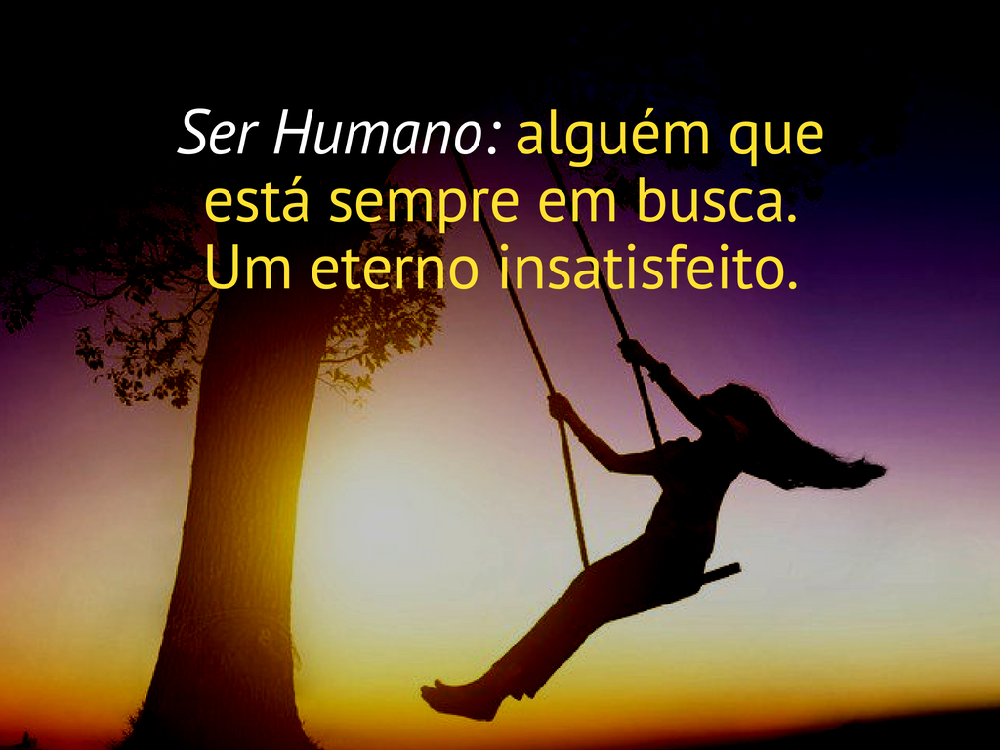 Ser Humano: alguém que
está sempre em busca.
Um eterno insatisfeito.